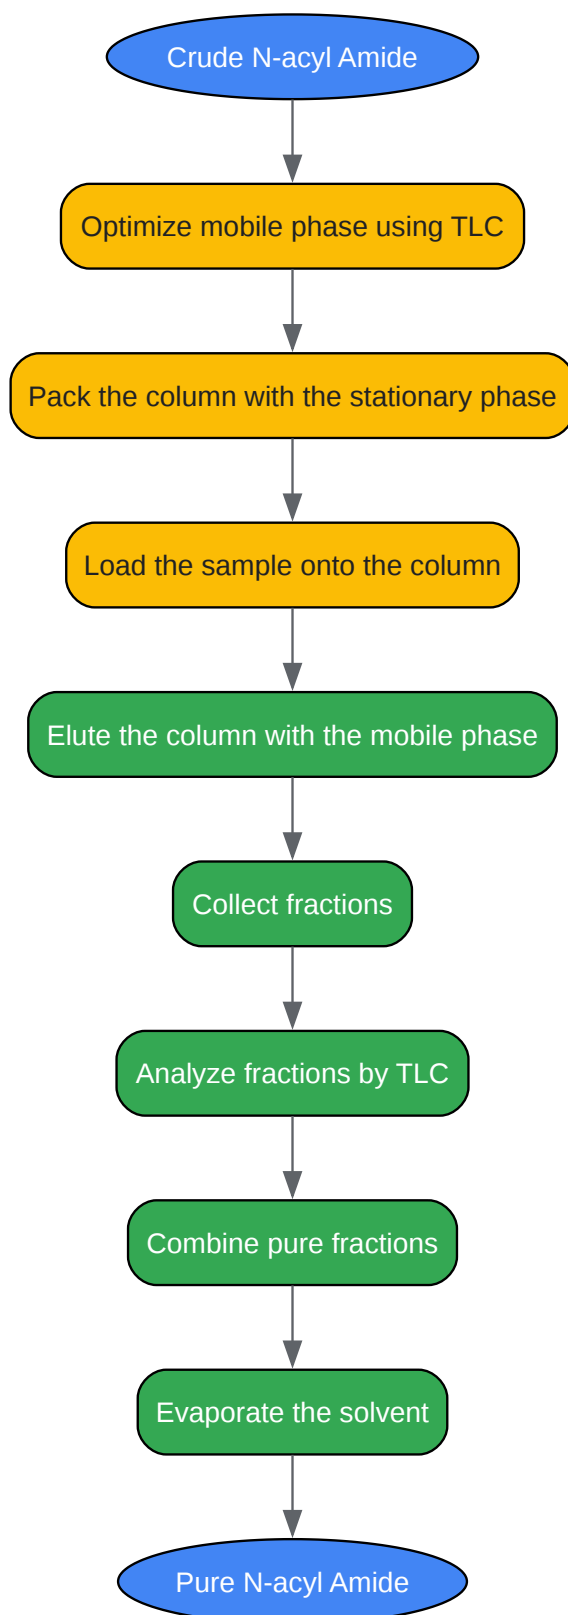 Crude N-acyl Amide
Optimize mobile phase using TLC
Pack the column with the stationary phase
Load the sample onto the column
Elute the column with the mobile phase
Collect fractions
Analyze fractions by TLC
Combine pure fractions
Evaporate the solvent
Pure N-acyl Amide